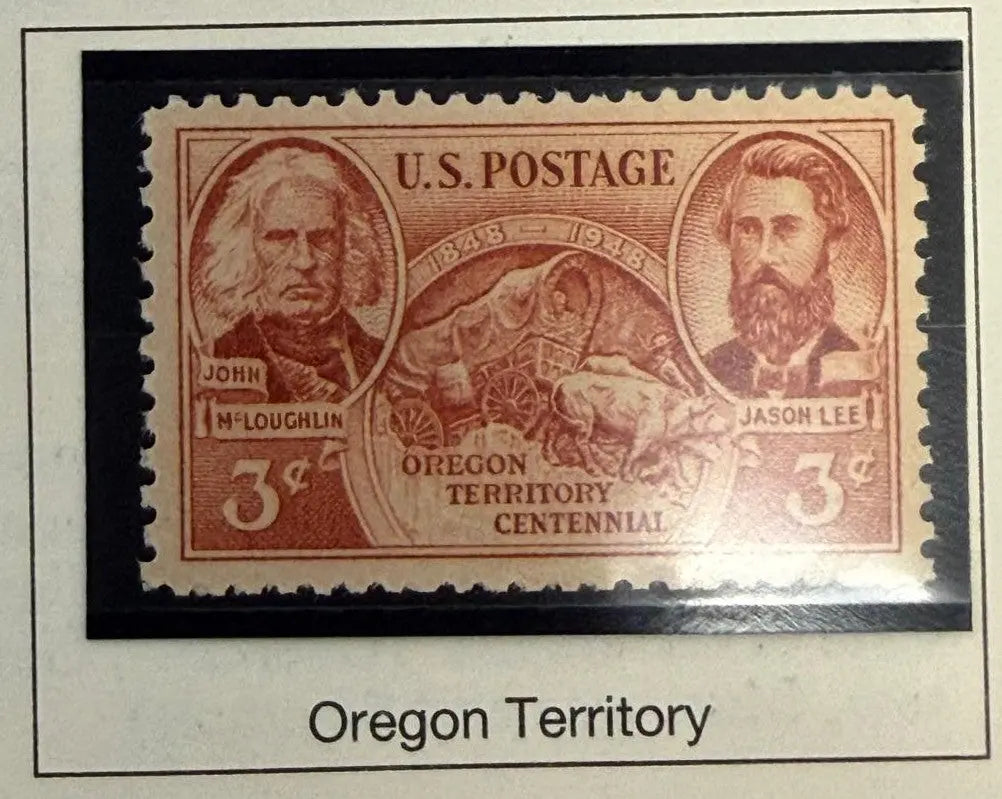 U.S. POSTAGE
1848 — 1948
JOHN
McLOUGHLIN
JASON LEE
3¢
3¢
OREGON
TERRITORY
CENTENNIAL
Oregon Territory